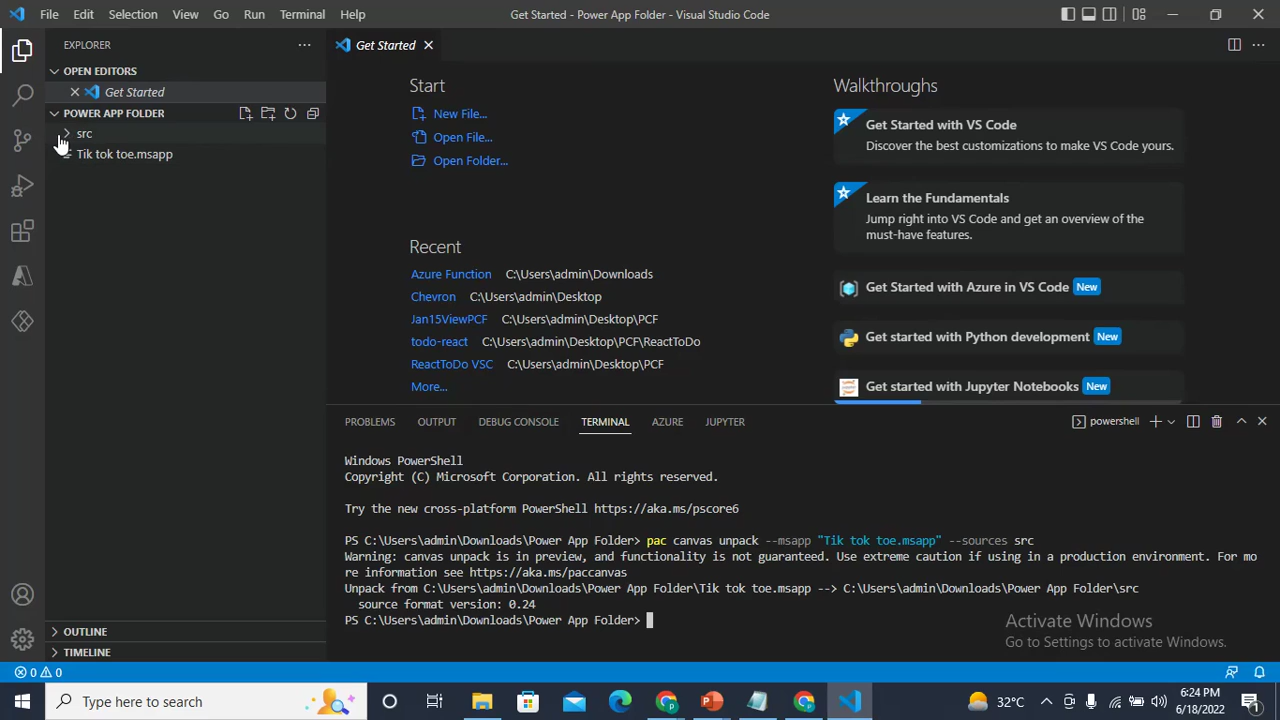 File Edit Selection View Go Run Terminal Help
Get Started - Power App Folder - Visual Studio Code
EXPLORER
OPEN EDITORS
Get Started
POWER APP FOLDER
src
Tik tok toe.msapp
OUTLINE
TIMELINE
Get Started
Start
New File...
Open File...
Open Folder...
Recent
Azure Function C:\Users\admin\Downloads
Chevron C:\Users\admin\Desktop
Jan15ViewPCF C:\Users\admin\Desktop\PCF
todo-react C:\Users\admin\Desktop\PCF\ReactToDo
ReactToDo VSC C:\Users\admin\Desktop\PCF
More...
Walkthroughs
Get Started with VS Code
Discover the best customizations to make VS Code yours.
Learn the Fundamentals
Jump right into VS Code and get an overview of the
must-have features.
Get Started with Azure in VS Code New
Get started with Python development New
Get started with Jupyter Notebooks New
PROBLEMS OUTPUT DEBUG CONSOLE TERMINAL AZURE JUPYTER
powershell
Windows PowerShell
Copyright (C) Microsoft Corporation. All rights reserved.
Try the new cross-platform PowerShell https://aka.ms/pscore6
PS C:\Users\admin\Downloads\Power App Folder> pac canvas unpack --msapp "Tik tok toe.msapp" --sources src
Warning: canvas unpack is in preview, and functionality is not guaranteed. Use extreme caution if using in a production environment. For mo
re information see https://aka.ms/paccanvas
Unpack from C:\Users\admin\Downloads\Power App Folder\Tik tok toe.msapp --> C:\Users\admin\Downloads\Power App Folder\src
source format version: 0.24
PS C:\Users\admin\Downloads\Power App Folder>
Activate Windows
Go to Settings to activate Windows.
0 0
Type here to search
32°C
6:24 PM
6/18/2022
1